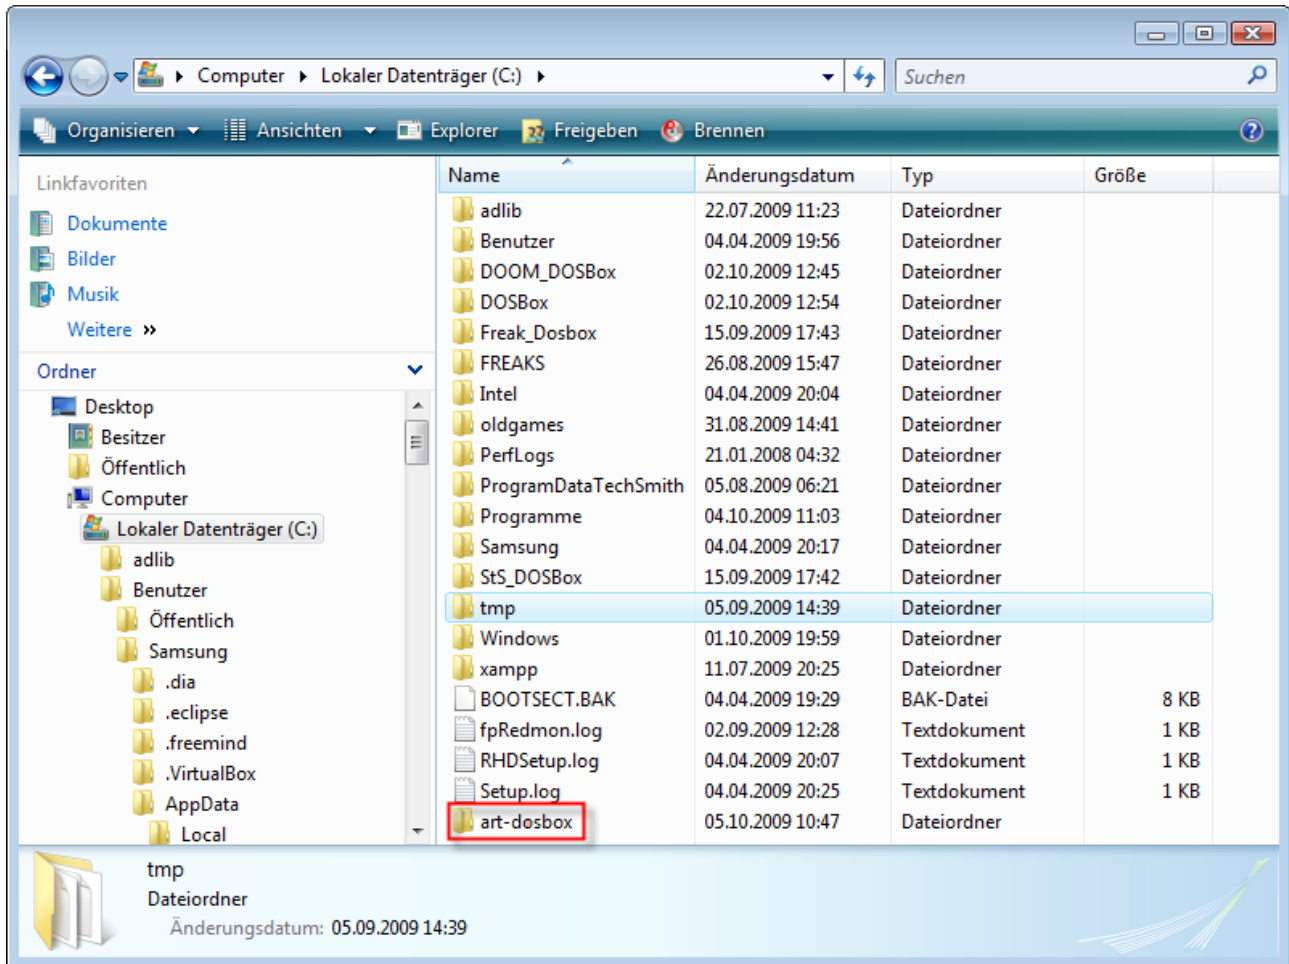 Computer Lokaler Datenträger (C:) Suchen
Organisieren Ansichten Explorer Freigeben Brennen
Linkfavoriten
Dokumente
Bilder
Musik
Weitere »
Ordner
Desktop
Besitzer
Öffentlich
Computer
Lokaler Datenträger (C:)
adlib
Benutzer
Öffentlich
Samsung
.dia
.eclipse
.freemind
.VirtualBox
AppData
Local
Name Änderungsdatum Typ Größe
adlib 22.07.2009 11:23 Dateiordner
Benutzer 04.04.2009 19:56 Dateiordner
DOOM_DOSBox 02.10.2009 12:45 Dateiordner
DOSBox 02.10.2009 12:54 Dateiordner
Freak_Dosbox 15.09.2009 17:43 Dateiordner
FREAKS 26.08.2009 15:47 Dateiordner
Intel 04.04.2009 20:04 Dateiordner
oldgames 31.08.2009 14:41 Dateiordner
PerfLogs 21.01.2008 04:32 Dateiordner
ProgramDataTechSmith 05.08.2009 06:21 Dateiordner
Programme 04.10.2009 11:03 Dateiordner
Samsung 04.04.2009 20:17 Dateiordner
StS_DOSBox 15.09.2009 17:42 Dateiordner
tmp 05.09.2009 14:39 Dateiordner
Windows 01.10.2009 19:59 Dateiordner
xampp 11.07.2009 20:25 Dateiordner
BOOTSECT.BAK 04.04.2009 19:29 BAK-Datei 8 KB
fpRedmon.log 02.09.2009 12:28 Textdokument 1 KB
RHDSetup.log 04.04.2009 20:07 Textdokument 1 KB
Setup.log 04.04.2009 20:25 Textdokument 1 KB
art-dosbox 05.10.2009 10:47 Dateiordner
tmp
Dateiordner
Änderungsdatum: 05.09.2009 14:39